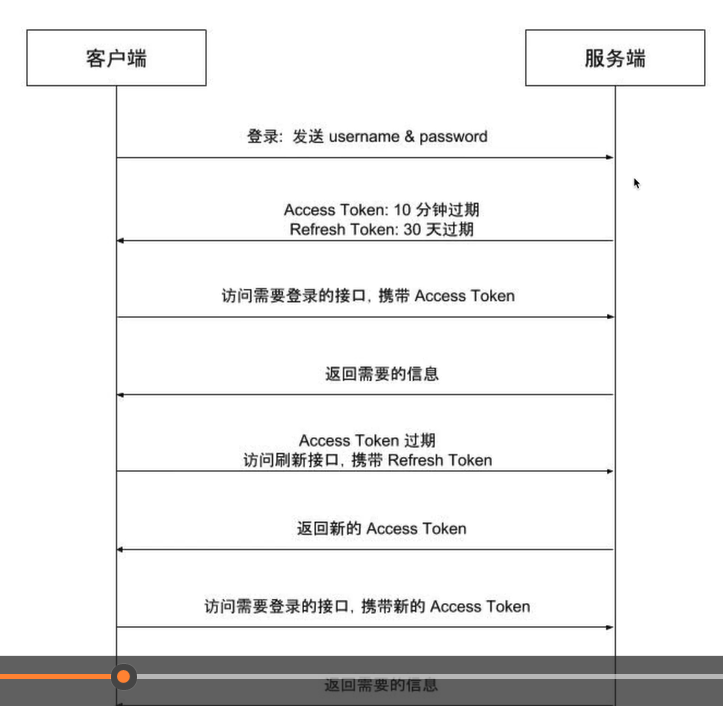 客户端
服务端
登录: 发送 username & password
Access Token: 10 分钟过期
Refresh Token: 30 天过期
访问需要登录的接口, 携带 Access Token
返回需要的信息
Access Token 过期
访问刷新接口, 携带 Refresh Token
返回新的 Access Token
访问需要登录的接口, 携带新的 Access Token
返回需要的信息